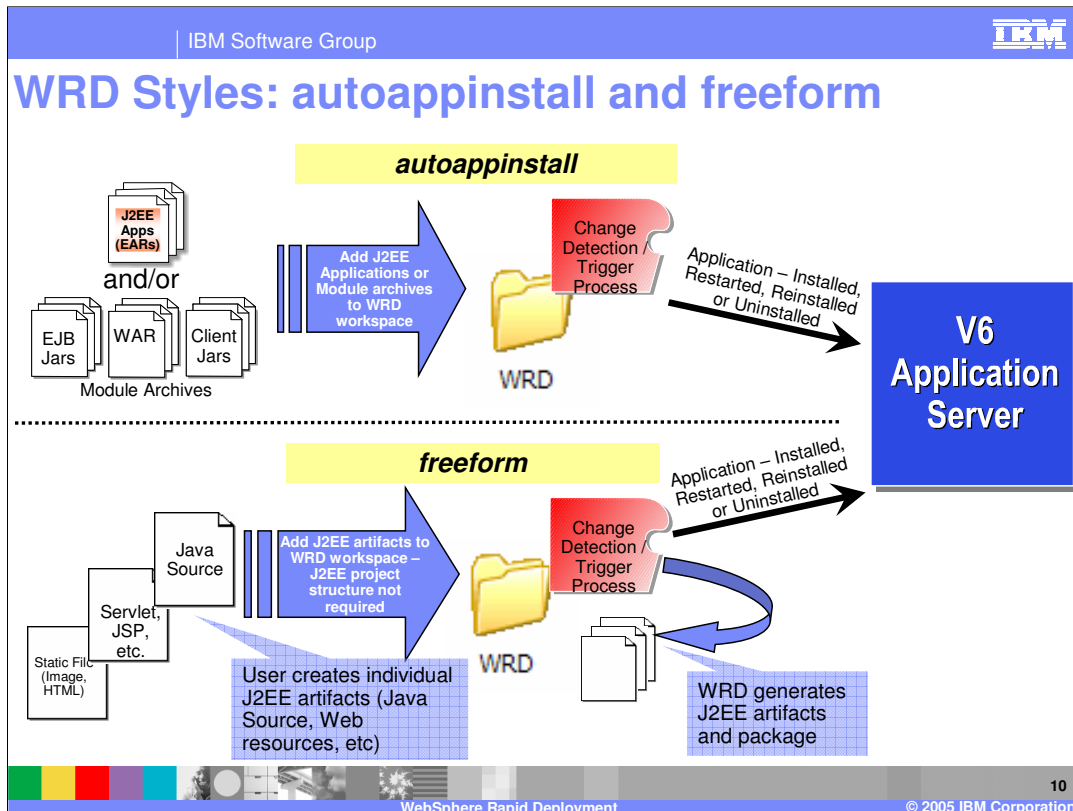 IBM Software Group
IBM
WRD Styles: autoappinstall and freeform
autoappinstall
J2EE
Apps
(EARs)
and/or
EJB
Jars
WAR
Client
Jars
Module Archives
Add J2EE
Applications or
Module archives
to WRD
workspace
WRD
Change
Detection /
Trigger
Process
Application – Installed,
Restarted, Reinstalled
or Uninstalled
V6
Application
Server
freeform
Java
Source
Servlet,
JSP,
etc.
Static File
(Image,
HTML)
Add J2EE artifacts to
WRD workspace –
J2EE project
structure not
required
User creates individual
J2EE artifacts (Java
Source, Web
resources, etc)
WRD
Change
Detection /
Trigger
Process
Application – Installed,
Restarted, Reinstalled
or Uninstalled
WRD generates
J2EE artifacts
and package
10
WebSphere Rapid Deployment
© 2005 IBM Corporation